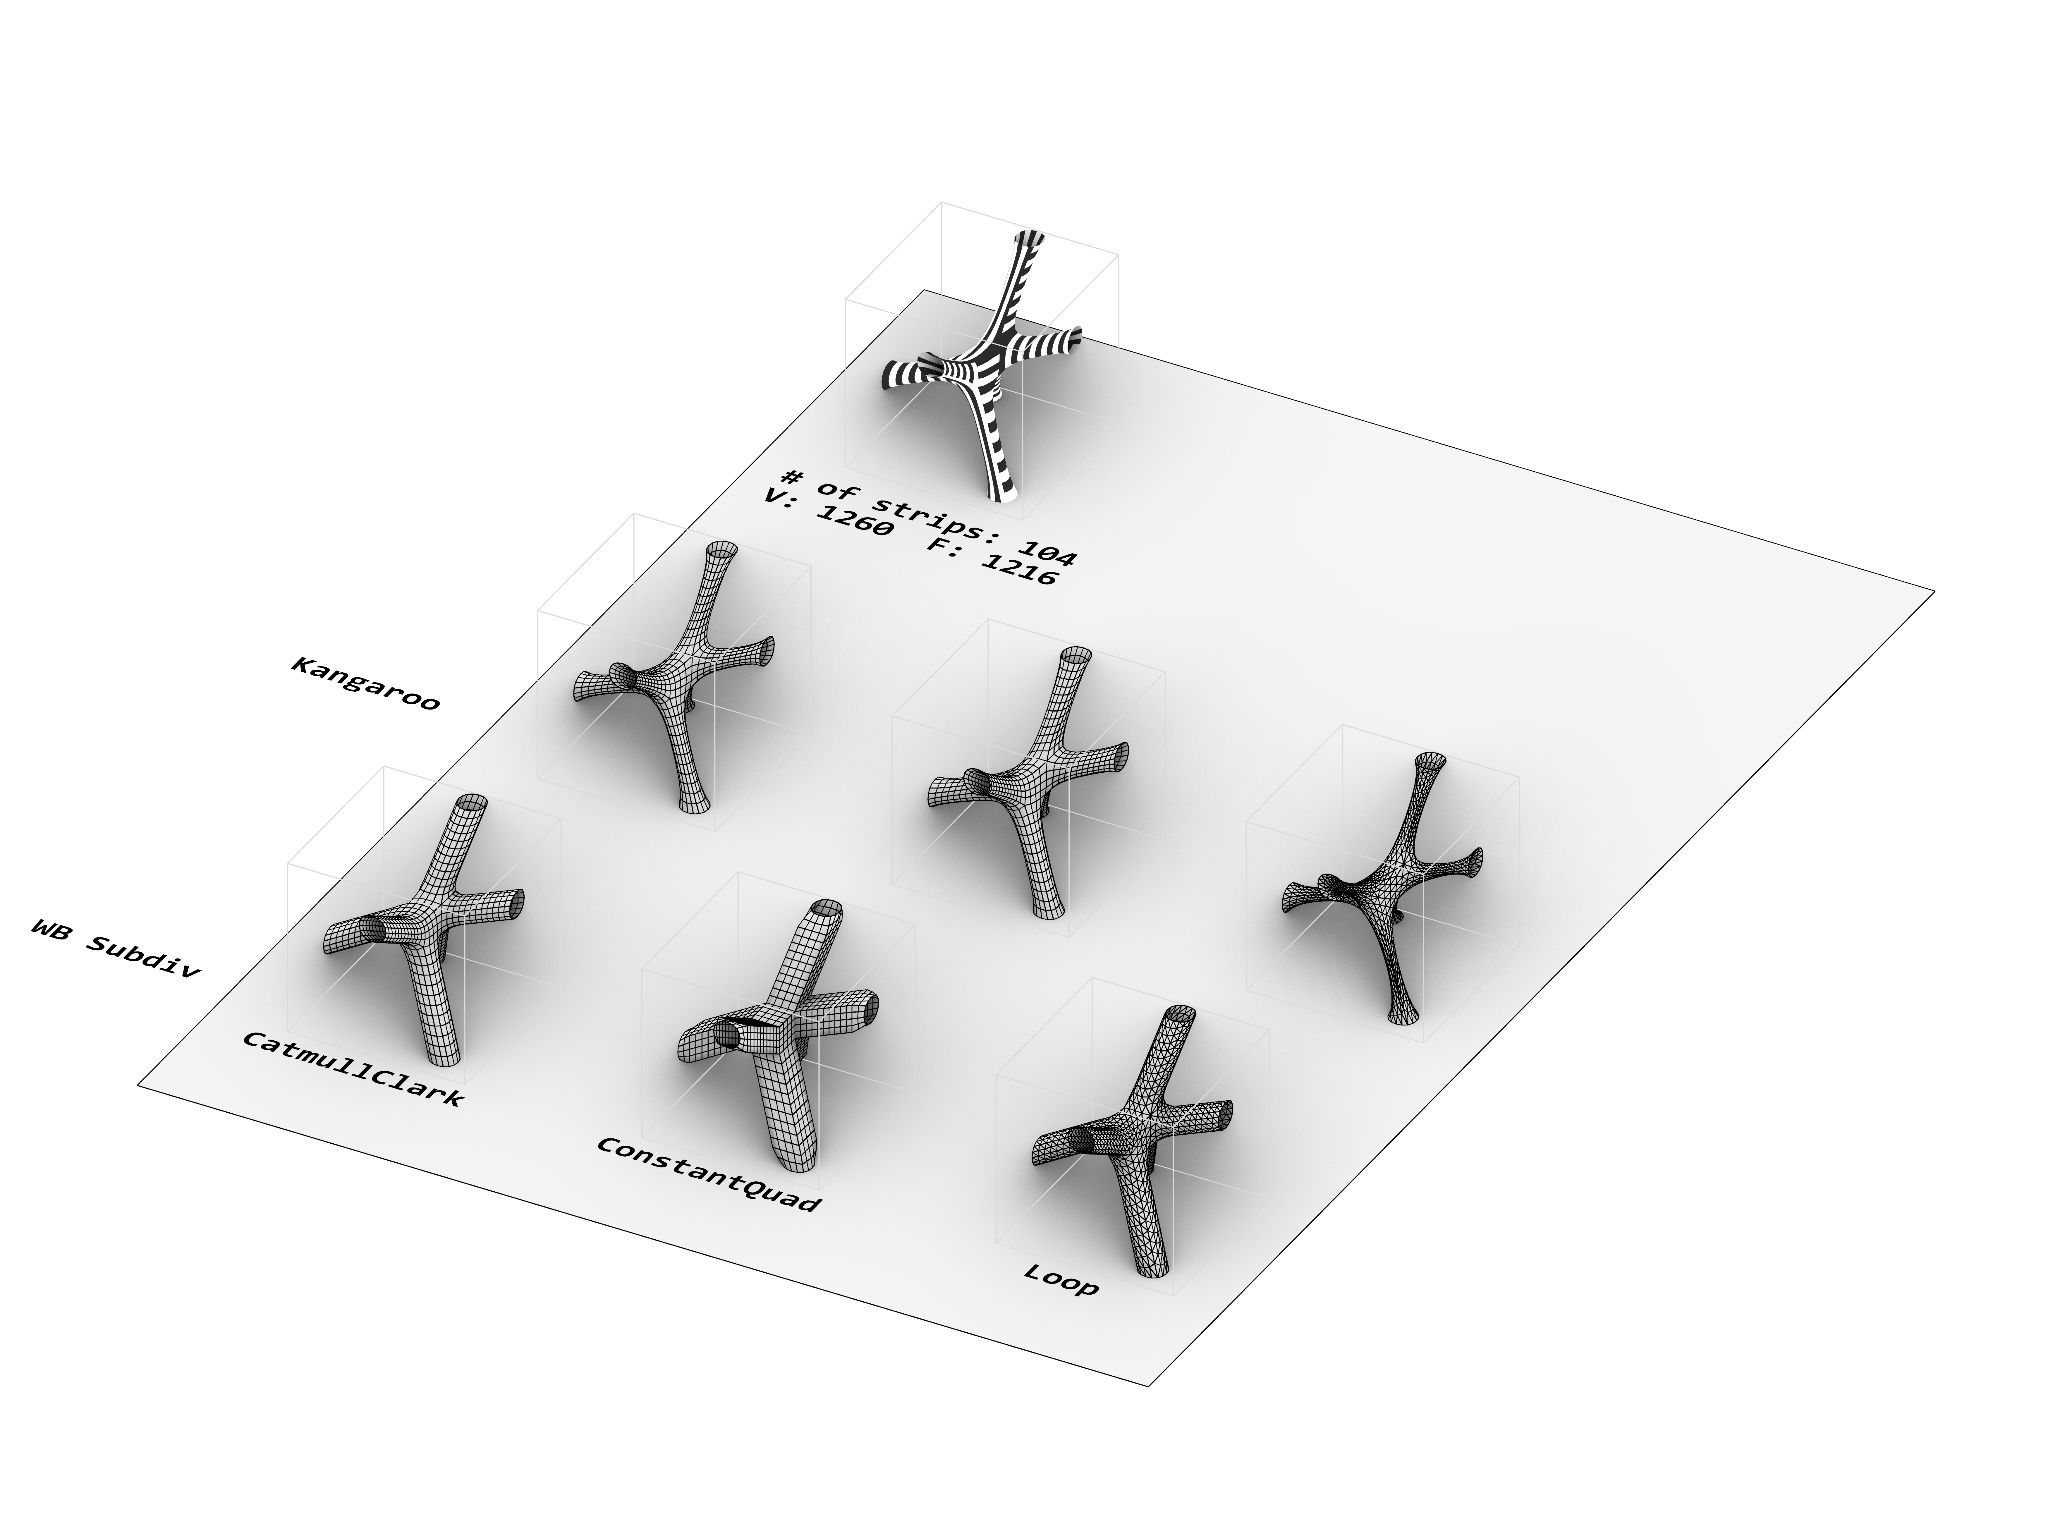 # of strips: 104
V: 1260  F: 1216
Kangaroo
WB Subdiv
CatmullClark
ConstantQuad
Loop